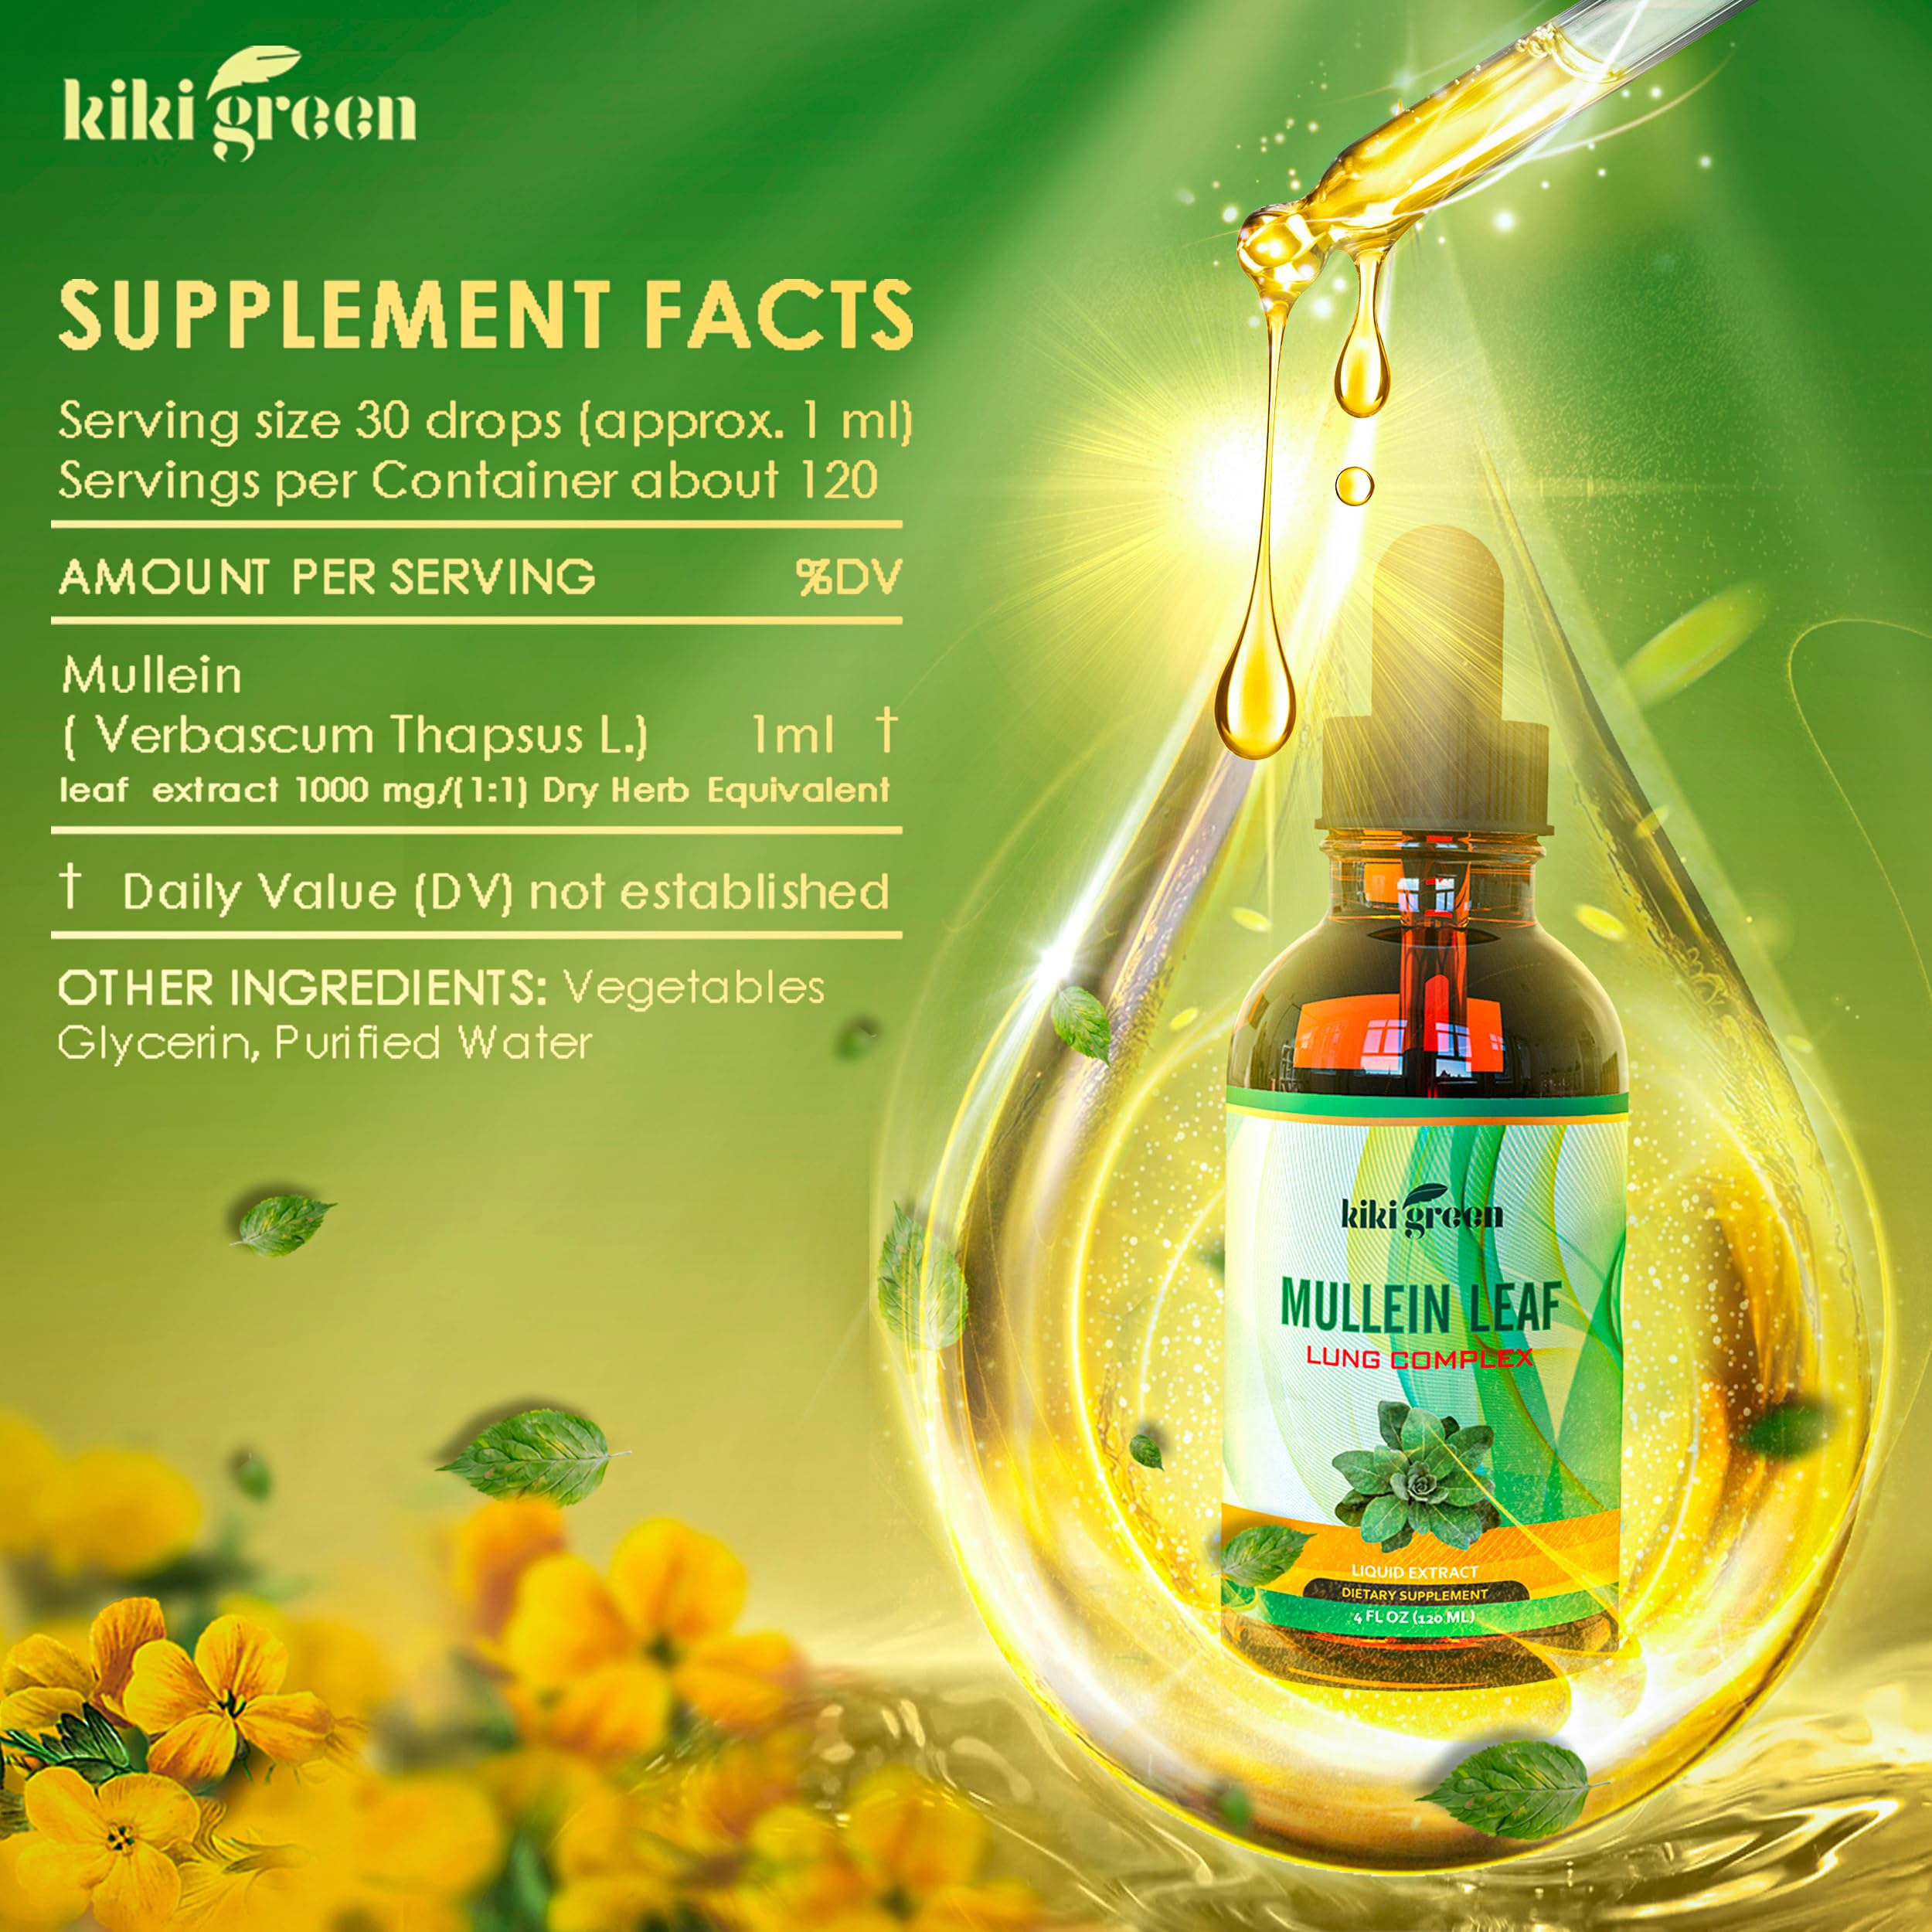 kiki green
SUPPLEMENT FACTS
Serving size 30 drops (approx. 1 ml)
Servings per Container about 120
AMOUNT PER SERVING %DV
Mullein
( Verbascum Thapsus L.) 1ml †
leaf extract 1000 mg/(1:1) Dry Herb Equivalent
† Daily Value (DV) not established
OTHER INGREDIENTS: Vegetables
Glycerin, Purified Water
kiki green
MULLEIN LEAF
LUNG COMPLEX
LIQUID EXTRACT
DIETARY SUPPLEMENT
4 FL OZ (120 ML)